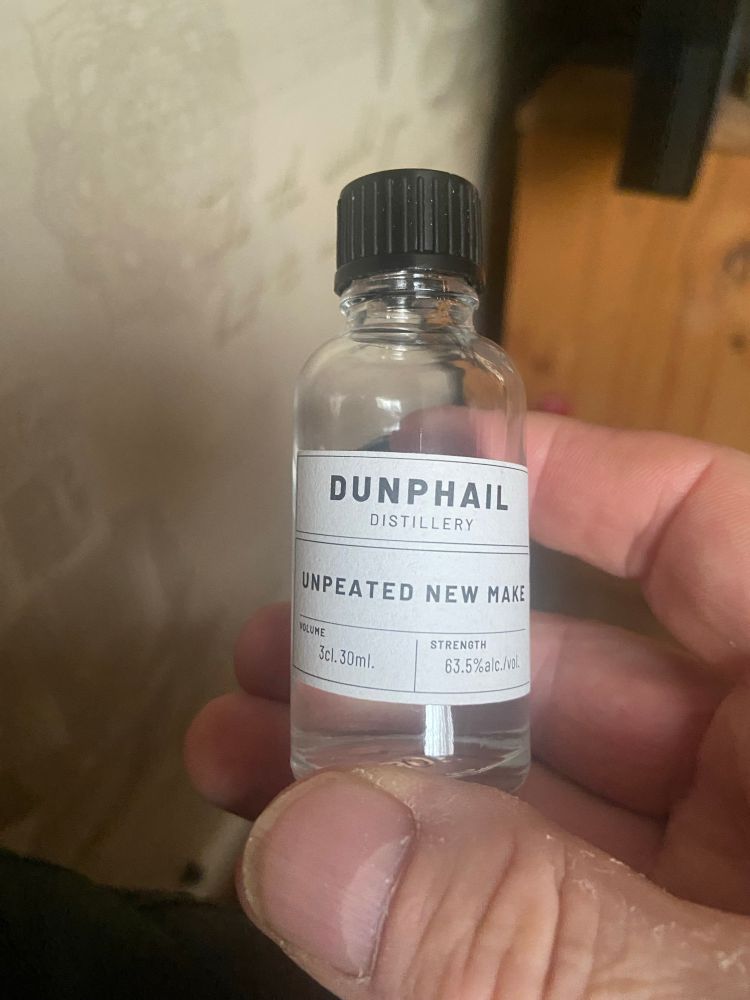 DUNPHAIL
DISTILLERY
UNPEATED NEW MAKE
VOLUME
3cl.30ml.
STRENGTH
63.5%alc./vol.